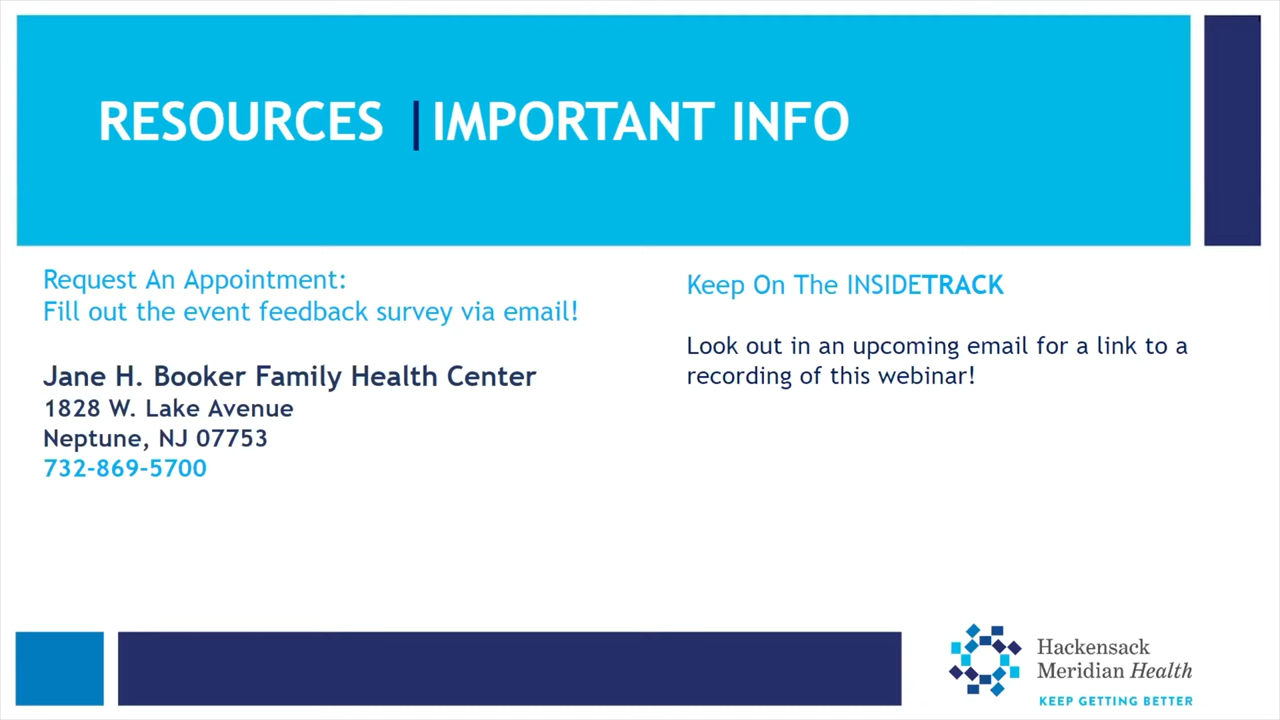 RESOURCES | IMPORTANT INFO
Request An Appointment:
Fill out the event feedback survey via email!
Jane H. Booker Family Health Center
1828 W. Lake Avenue
Neptune, NJ 07753
732-869-5700
Keep On The INSIDETRACK
Look out in an upcoming email for a link to a
recording of this webinar!
Hackensack
Meridian Health
KEEP GETTING BETTER